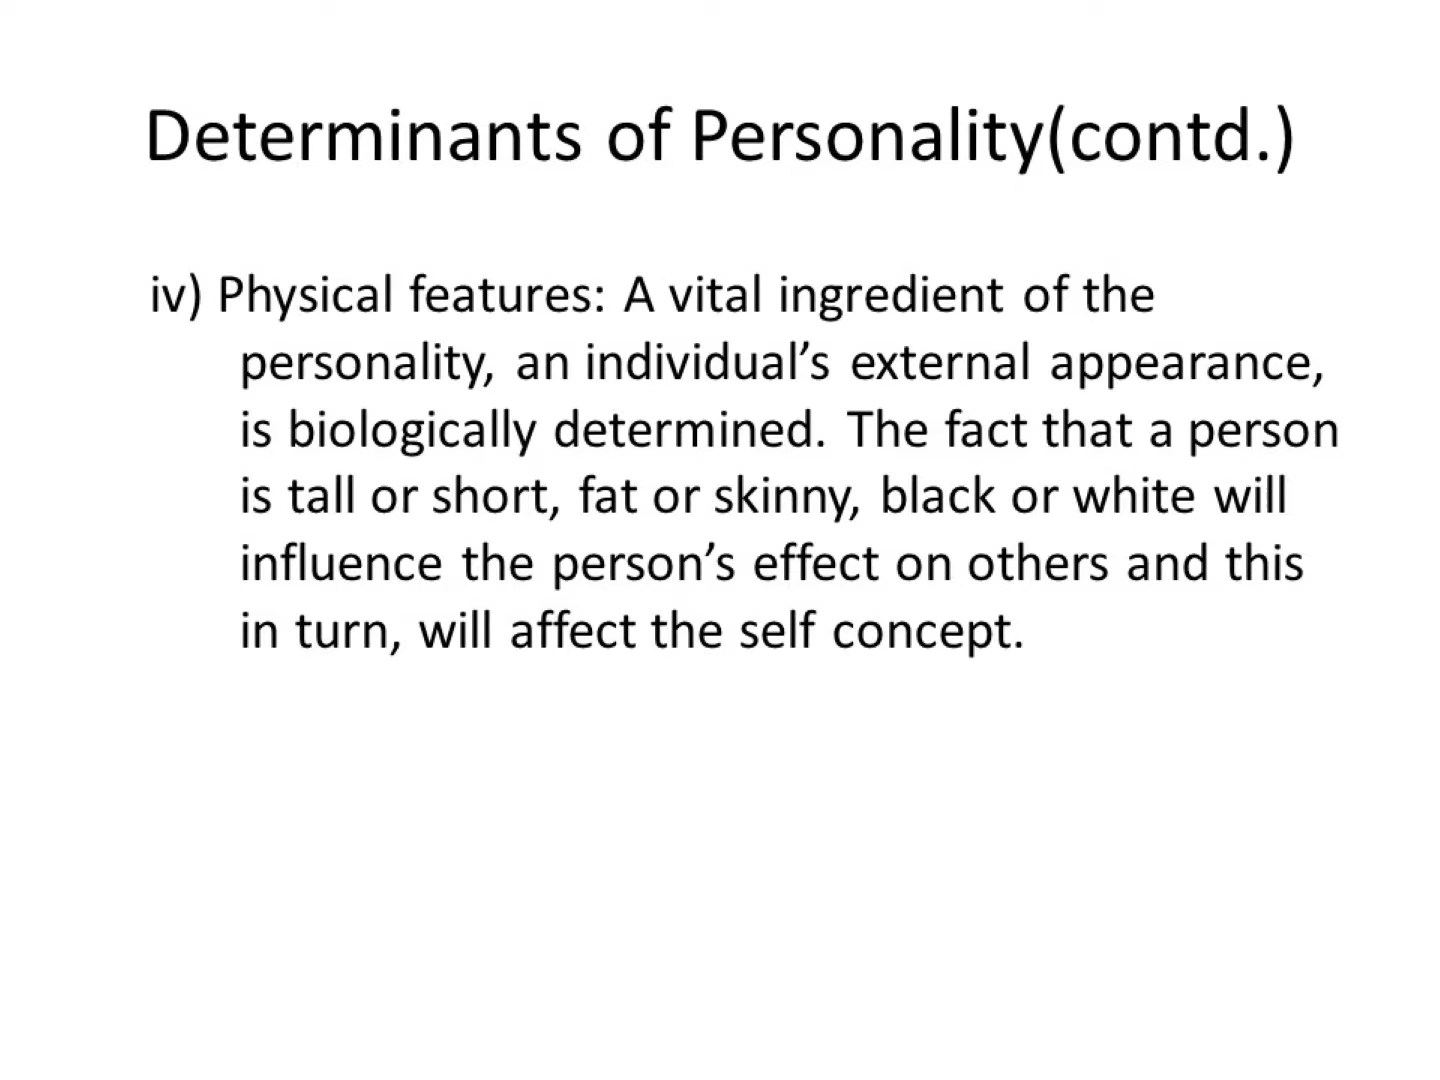 Determinants of Personality(contd.)
iv) Physical features: A vital ingredient of the
personality, an individual’s external appearance,
is biologically determined. The fact that a person
is tall or short, fat or skinny, black or white will
influence the person’s effect on others and this
in turn, will affect the self concept.